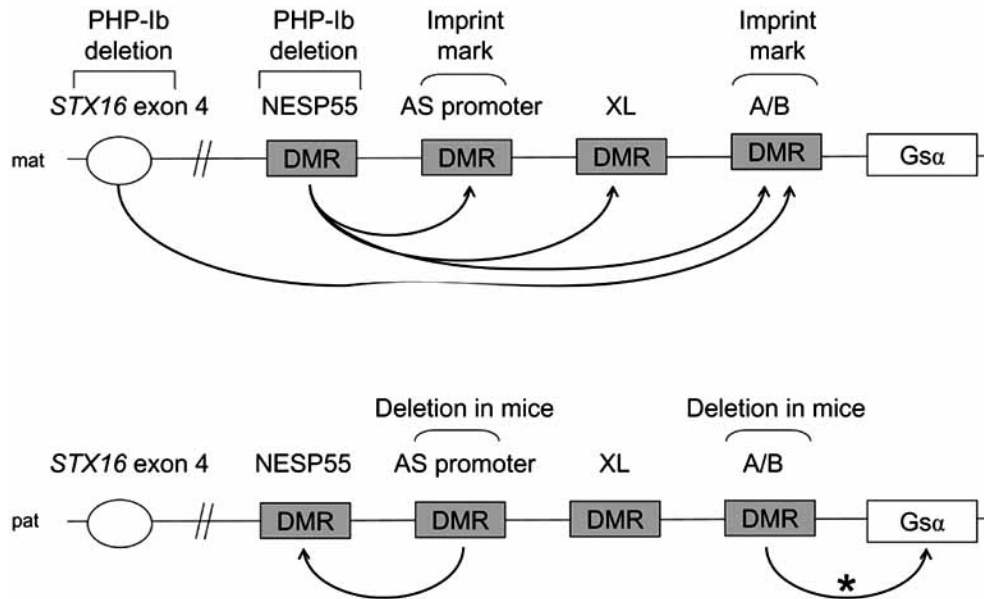 PHP-Ib PHP-Ib Imprint Imprint
deletion deletion mark mark
STX16 exon 4 NESP55 AS promoter XL A/B
mat // DMR DMR DMR DMR Gsα
Deletion in mice Deletion in mice
STX16 exon 4 NESP55 AS promoter XL A/B
pat // DMR DMR DMR DMR Gsα
*